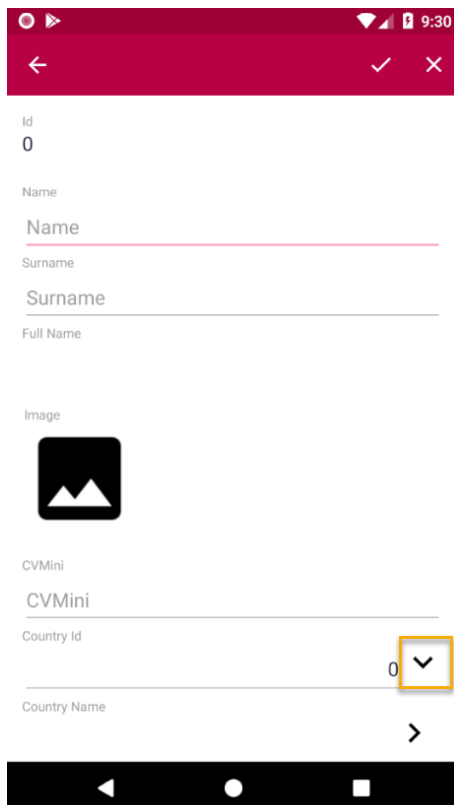 9:30
Id
0
Name
Name
Surname
Surname
Full Name
Image
CVMini
CVMini
Country Id
0
Country Name